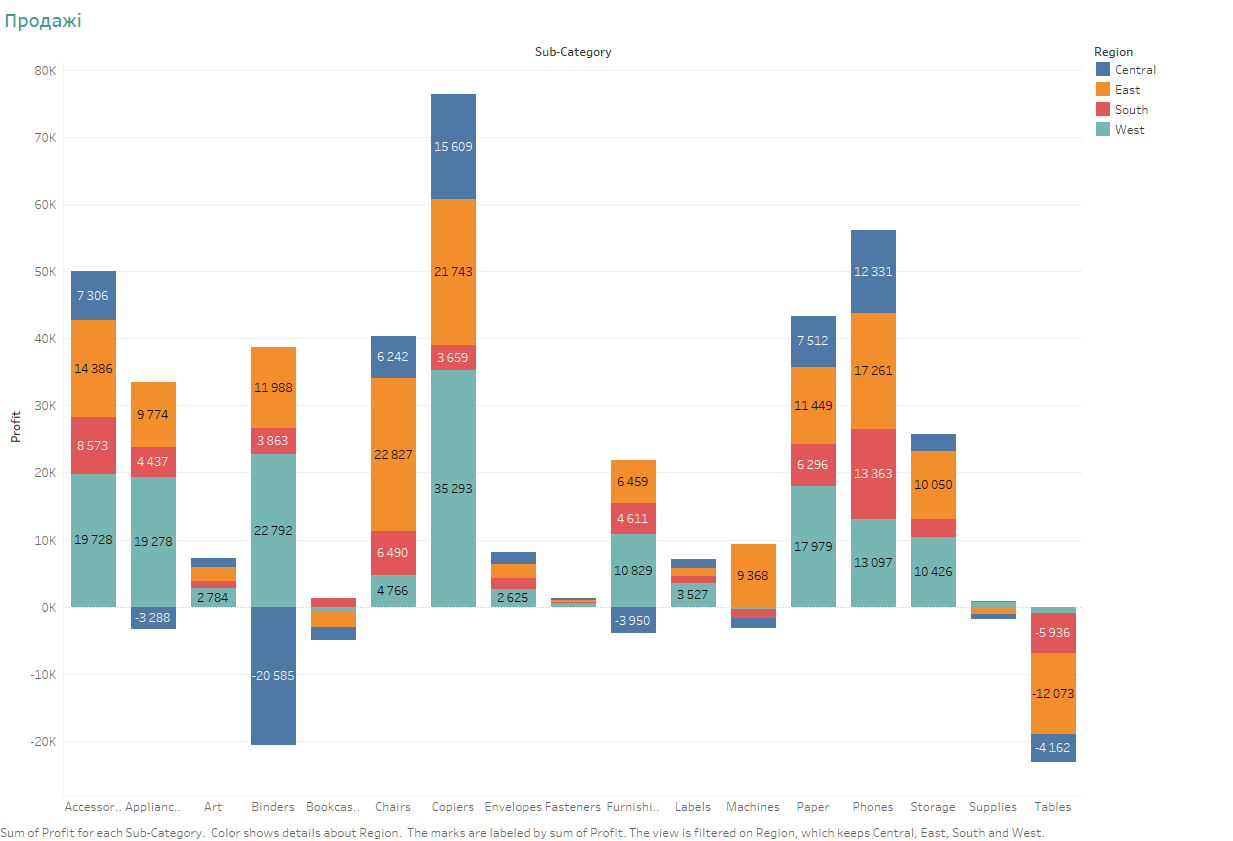 Продажі
Sub-Category
Region
Central
East
South
West
Profit
80K
70K
60K
50K
40K
30K
20K
10K
0K
-10K
-20K
7 306
14 386
8 573
19 728
9 774
4 437
19 278
-3 288
2 784
11 988
3 863
22 792
-20 585
6 242
22 827
6 490
4 766
15 609
21 743
3 659
35 293
2 625
6 459
4 611
10 829
-3 950
3 527
9 368
7 512
11 449
6 296
17 979
12 331
17 261
13 363
13 097
10 050
10 426
-5 936
-12 073
-4 162
Accessor.. Applianc.. Art Binders Bookcas.. Chairs Copiers Envelopes Fasteners Furnishi.. Labels Machines Paper Phones Storage Supplies Tables
Sum of Profit for each Sub-Category. Color shows details about Region. The marks are labeled by sum of Profit. The view is filtered on Region, which keeps Central, East, South and West.